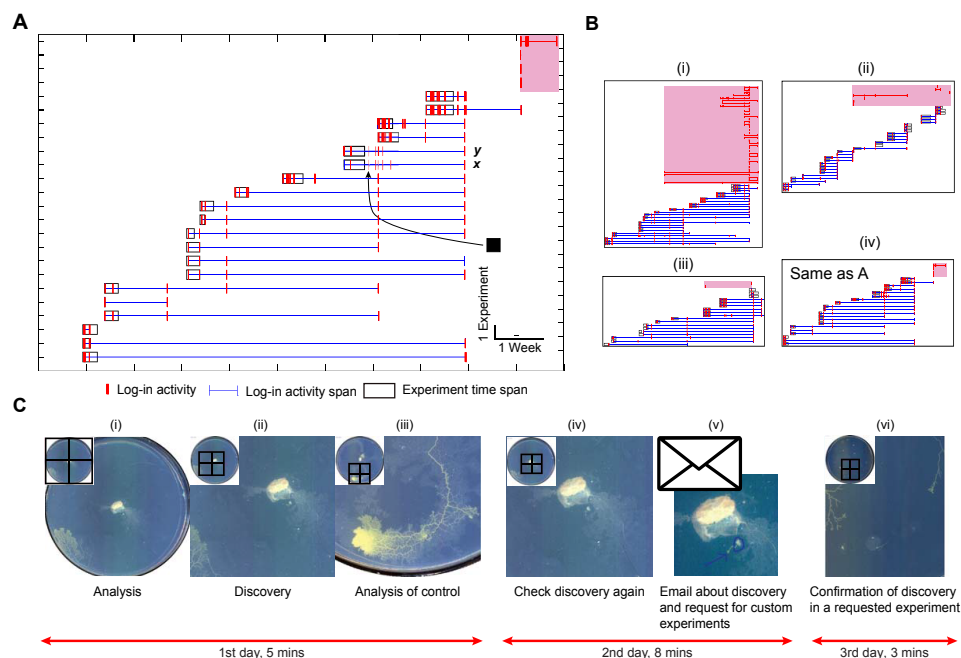 A
y
x
1 Experiment
1 Week
Log-in activity
Log-in activity span
Experiment time span
B
(i)
(ii)
(iii)
(iv)
Same as A
C
(i)
(ii)
(iii)
(iv)
(v)
(vi)
Analysis
Discovery
Analysis of control
Check discovery again
Email about discovery
and request for custom
experiments
Confirmation of discovery
in a requested experiment
1st day, 5 mins
2nd day, 8 mins
3rd day, 3 mins